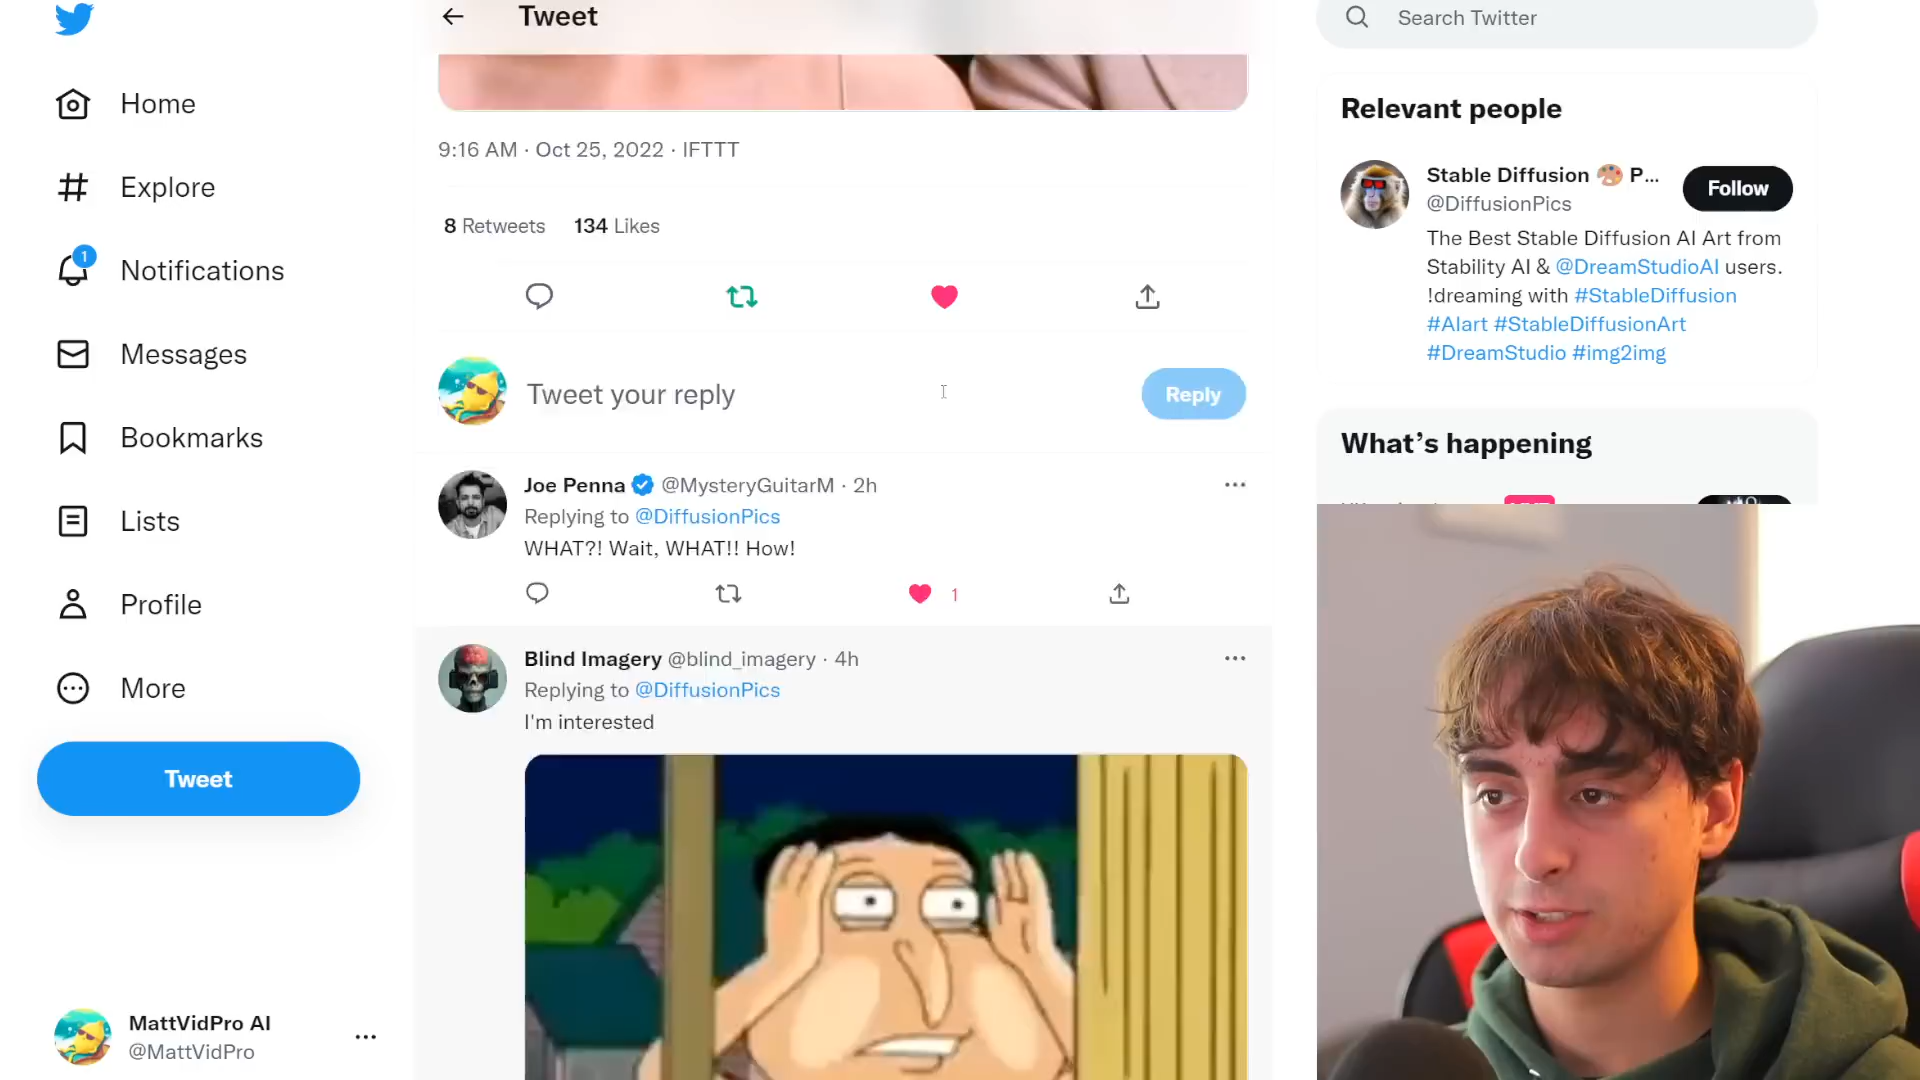 Home
Explore
1
Notifications
Messages
Bookmarks
Lists
Profile
More
Tweet
MattVidPro AI
@MattVidPro
Tweet
9:16 AM · Oct 25, 2022 · IFTTT
8 Retweets 134 Likes
Tweet your reply
Reply
Joe Penna @MysteryGuitarM · 2h
Replying to @DiffusionPics
WHAT?! Wait, WHAT!! How!
1
Blind Imagery @blind_imagery · 4h
Replying to @DiffusionPics
I'm interested
Search Twitter
Relevant people
Stable Diffusion 🎨 P...
@DiffusionPics
Follow
The Best Stable Diffusion AI Art from
Stability AI & @DreamStudioAI users.
!dreaming with #StableDiffusion
#AIart #StableDiffusionArt
#DreamStudio #img2img
What's happening